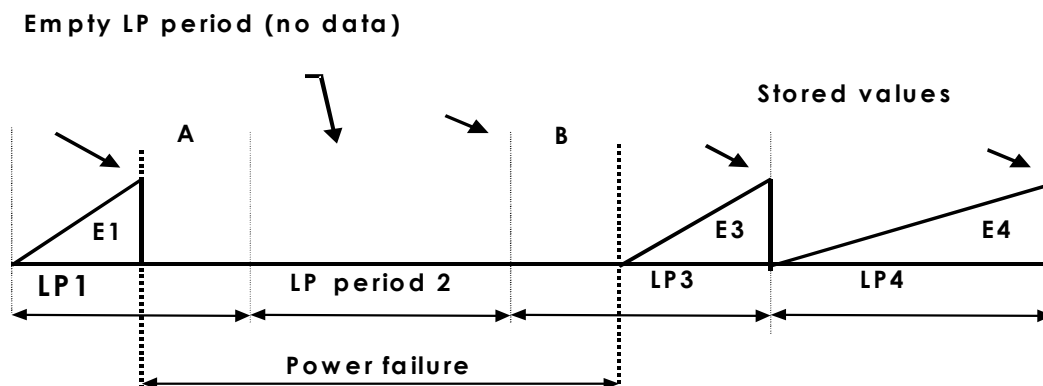 Empty LP period (no data)
Stored values
A
B
E1
E3
E4
LP1
LP period 2
LP3
LP4
Power failure